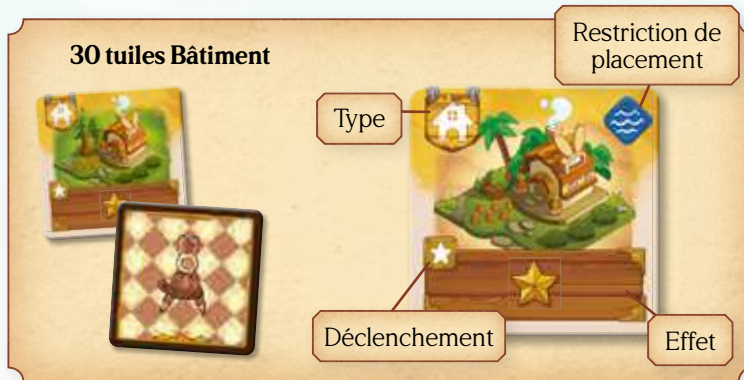 30 tuiles Bâtiment
Restriction de
placement
Type
Déclenchement
Effet